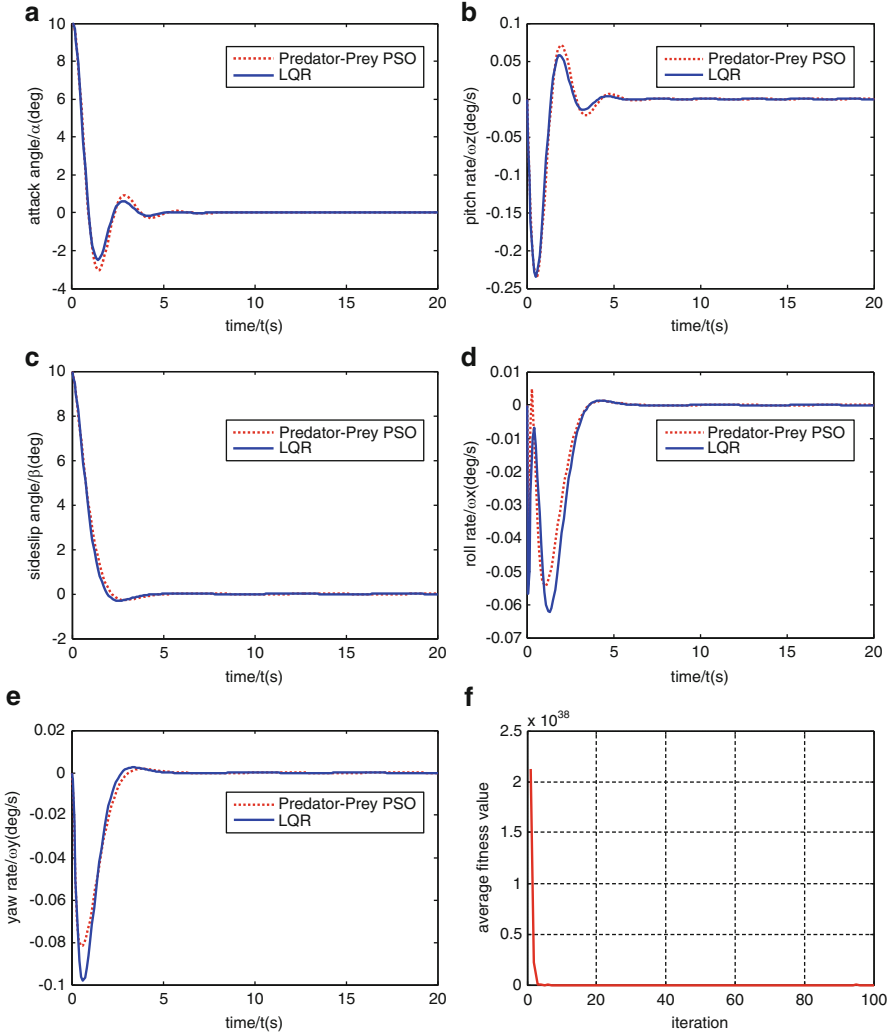 a
10
8
6
4
2
0
-2
-4
attack angle/α(deg)
Predator-Prey PSO
LQR
0 5 10 15 20
time/t(s)
b
0.1
0.05
0
-0.05
-0.1
-0.15
-0.2
-0.25
pitch rate/ωz(deg/s)
Predator-Prey PSO
LQR
0 5 10 15 20
time/t(s)
c
10
8
6
4
2
0
-2
sideslip angle/β(deg)
Predator-Prey PSO
LQR
0 5 10 15 20
time/t(s)
d
0.01
0
-0.01
-0.02
-0.03
-0.04
-0.05
-0.06
-0.07
roll rate/ωx(deg/s)
Predator-Prey PSO
LQR
0 5 10 15 20
time/t(s)
e
0.02
0
-0.02
-0.04
-0.06
-0.08
-0.1
yaw rate/ωy(deg/s)
Predator-Prey PSO
LQR
0 5 10 15 20
time/t(s)
f
x 10^38
2.5
2
1.5
1
0.5
0
average fitness value
0 20 40 60 80 100
iteration